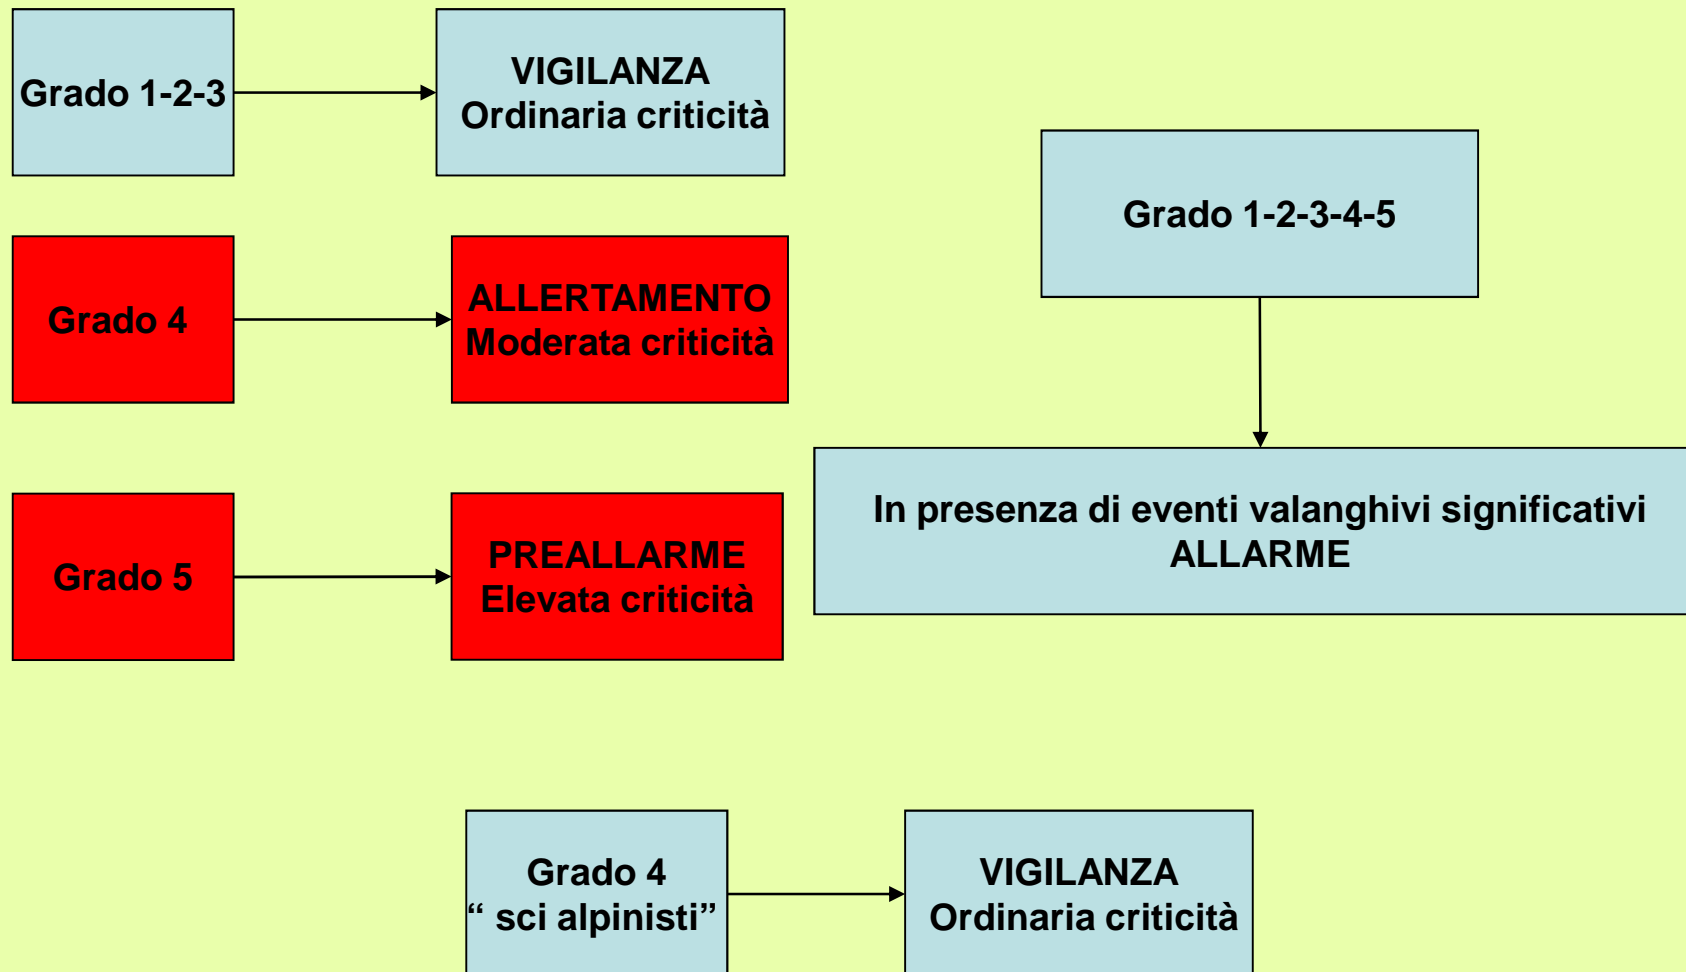 Grado 1-2-3
VIGILANZA
Ordinaria criticità
Grado 1-2-3-4-5
Grado 4
ALLERTAMENTO
Moderata criticità
In presenza di eventi valanghivi significativi
ALLARME
Grado 5
PREALLARME
Elevata criticità
Grado 4
“ sci alpinisti”
VIGILANZA
Ordinaria criticità